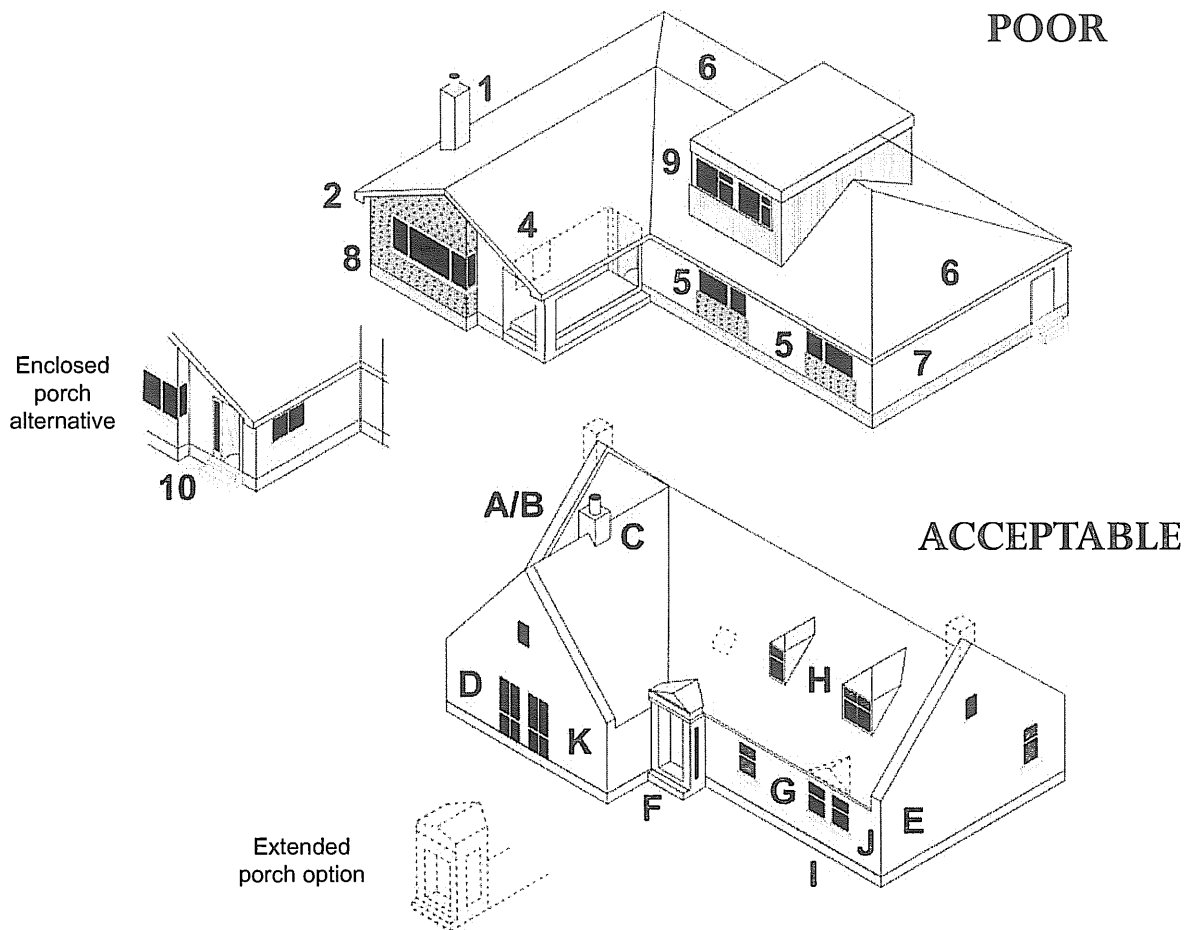 POOR
1
6
2
9
4
8
5
6
5
7
Enclosed
porch
alternative
10
A/B
C
ACCEPTABLE
D
H
K
G
E
F
J
I
Extended
porch option